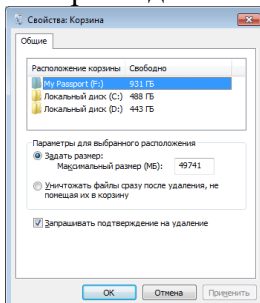 Свойства: Корзина
Общие
Расположение корзины Свободно
My Passport (F:) 931 ГБ
Локальный диск (C:) 488 ГБ
Локальный диск (D:) 443 ГБ
Параметры для выбранного расположения
Задать размер:
Максимальный размер (МБ): 49741
Уничтожать файлы сразу после удаления, не
помещая их в корзину
Запрашивать подтверждение на удаление
ОК Отмена Применить